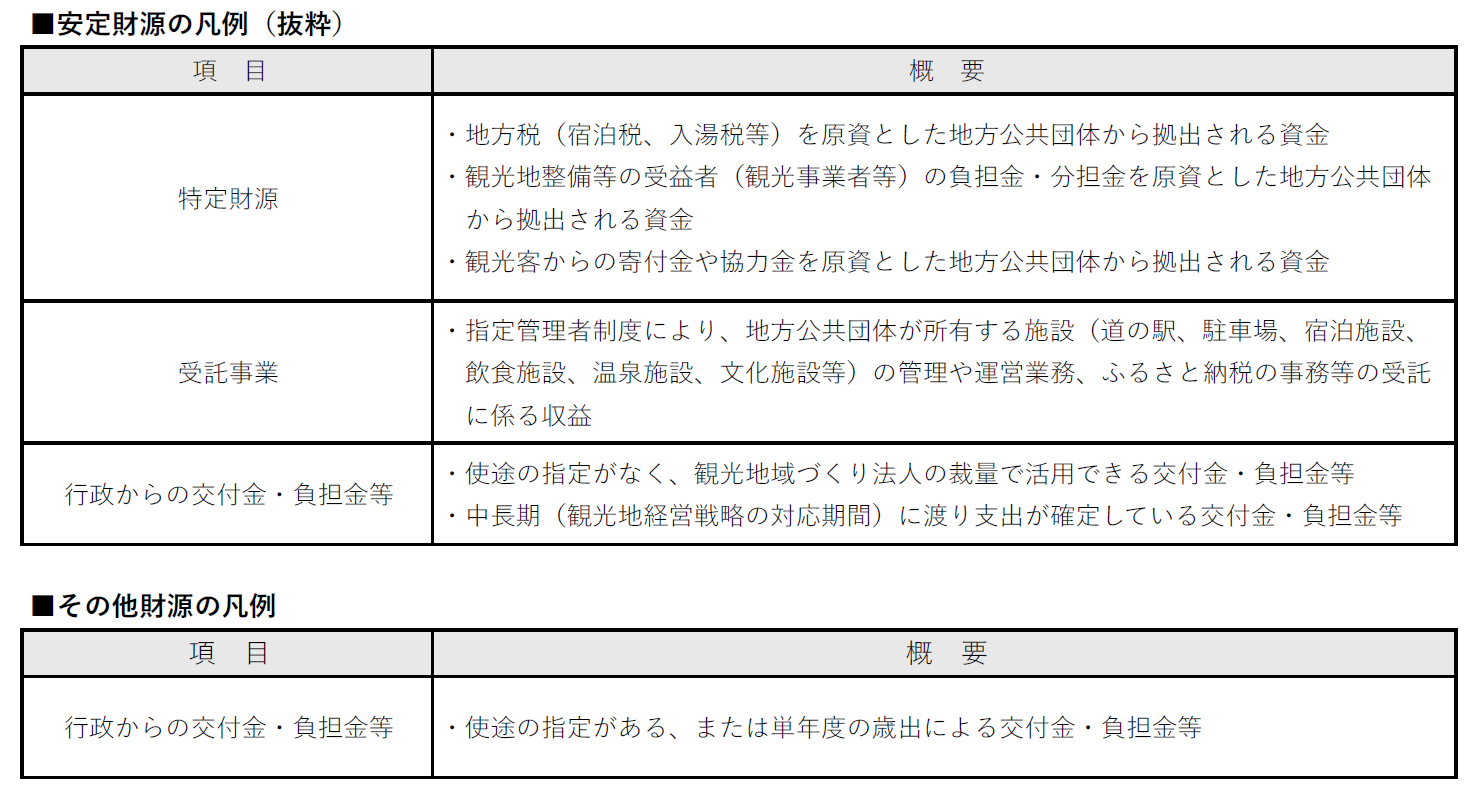 ■安定財源の凡例（抜粋）
項　目
概　要
特定財源
・地方税（宿泊税、入湯税等）を原資とした地方公共団体から拠出される資金
・観光地整備等の受益者（観光事業者等）の負担金・分担金を原資とした地方公共団体
から拠出される資金
・観光客からの寄付金や協力金を原資とした地方公共団体から拠出される資金
受託事業
・指定管理者制度により、地方公共団体が所有する施設（道の駅、駐車場、宿泊施設、
飲食施設、温泉施設、文化施設等）の管理や運営業務、ふるさと納税の事務等の受託
に係る収益
行政からの交付金・負担金等
・使途の指定がなく、観光地域づくり法人の裁量で活用できる交付金・負担金等
・中長期（観光地経営戦略の対応期間）に渡り支出が確定している交付金・負担金等
■その他財源の凡例
項　目
概　要
行政からの交付金・負担金等
・使途の指定がある、または単年度の歳出による交付金・負担金等